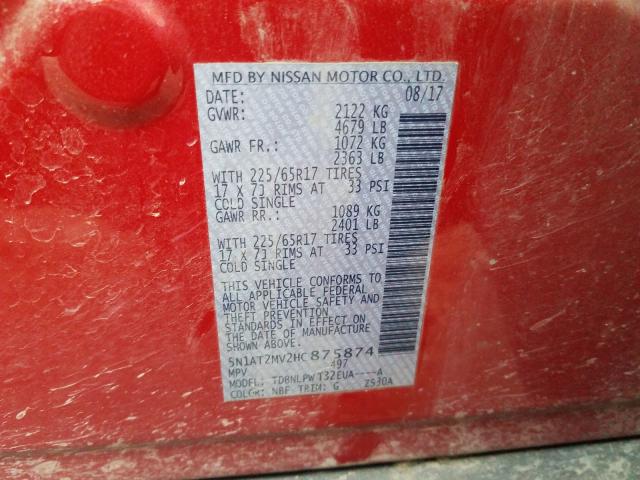 MFD BY NISSAN MOTOR CO., LTD.
DATE: 08/17
GVWR: 2122 KG
4679 LB
GAWR FR.: 1072 KG
2363 LB
WITH 225/65R17 TIRES
17 X 7J RIMS AT 33 PSI
COLD SINGLE
GAWR RR.: 1089 KG
2401 LB
WITH 225/65R17 TIRES
17 X 7J RIMS AT 33 PSI
COLD SINGLE
THIS VEHICLE CONFORMS TO
ALL APPLICABLE FEDERAL
MOTOR VEHICLE SAFETY AND
THEFT PREVENTION
STANDARDS IN EFFECT ON
THE DATE OF MANUFACTURE
5N1AT2MV2HC875874
MPV 497
MODEL: TDBNLPWT32EUA----A
COLOR: NBF TRIM: G Z530A